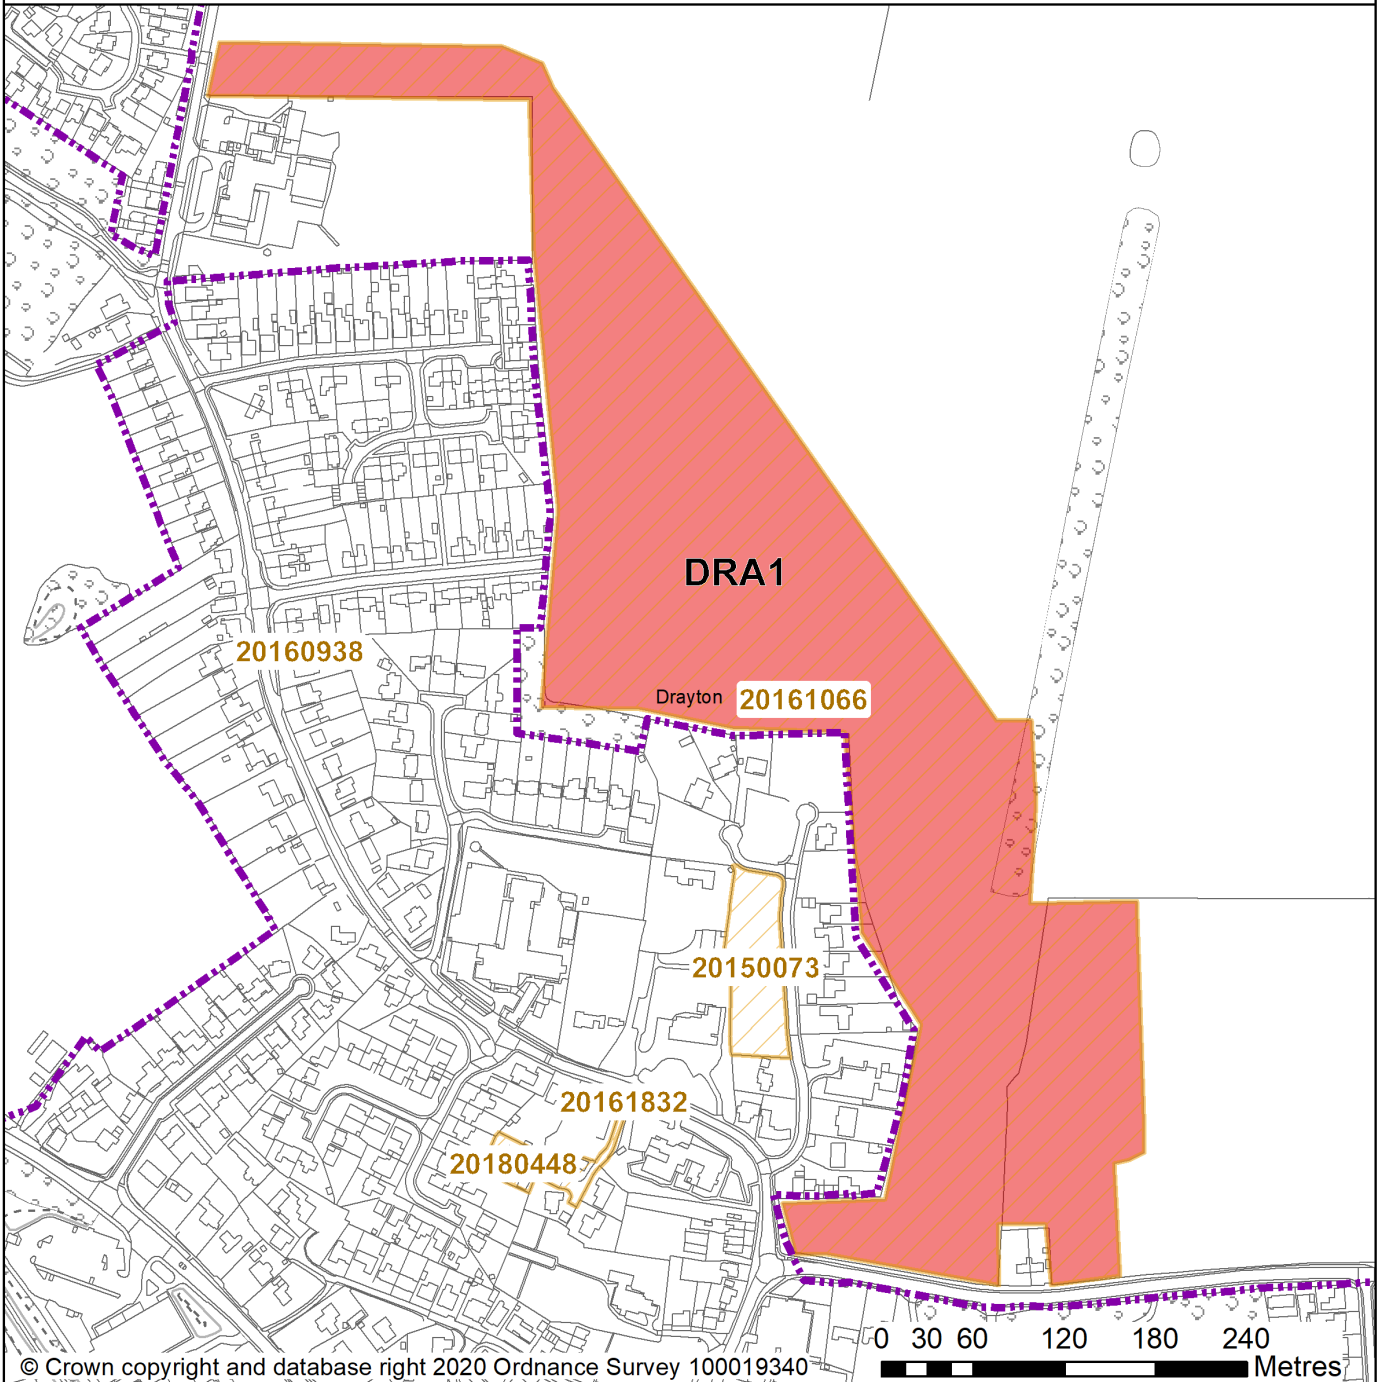 DRA1
20160938
Drayton 20161066
20150073
20161832
20180448
0 30 60 120 180 240
Metres
© Crown copyright and database right 2020 Ordnance Survey 100019340